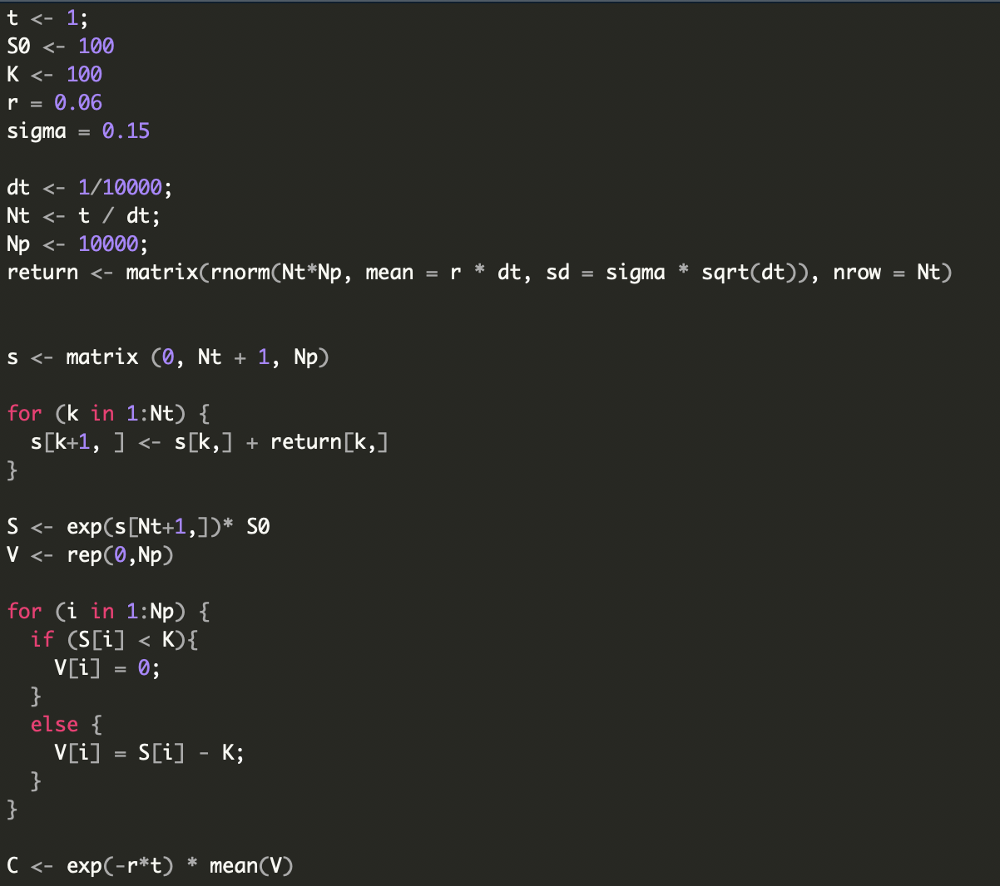 t <- 1;
S0 <- 100
K <- 100
r = 0.06
sigma = 0.15
dt <- 1/10000;
Nt <- t / dt;
Np <- 10000;
return <- matrix(rnorm(Nt*Np, mean = r * dt, sd = sigma * sqrt(dt)), nrow = Nt)
s <- matrix (0, Nt + 1, Np)
for (k in 1:Nt) {
  s[k+1, ] <- s[k,] + return[k,]
}
S <- exp(s[Nt+1,])* S0
V <- rep(0,Np)
for (i in 1:Np) {
  if (S[i] < K){
    V[i] = 0;
  }
  else {
    V[i] = S[i] - K;
  }
}
C <- exp(-r*t) * mean(V)